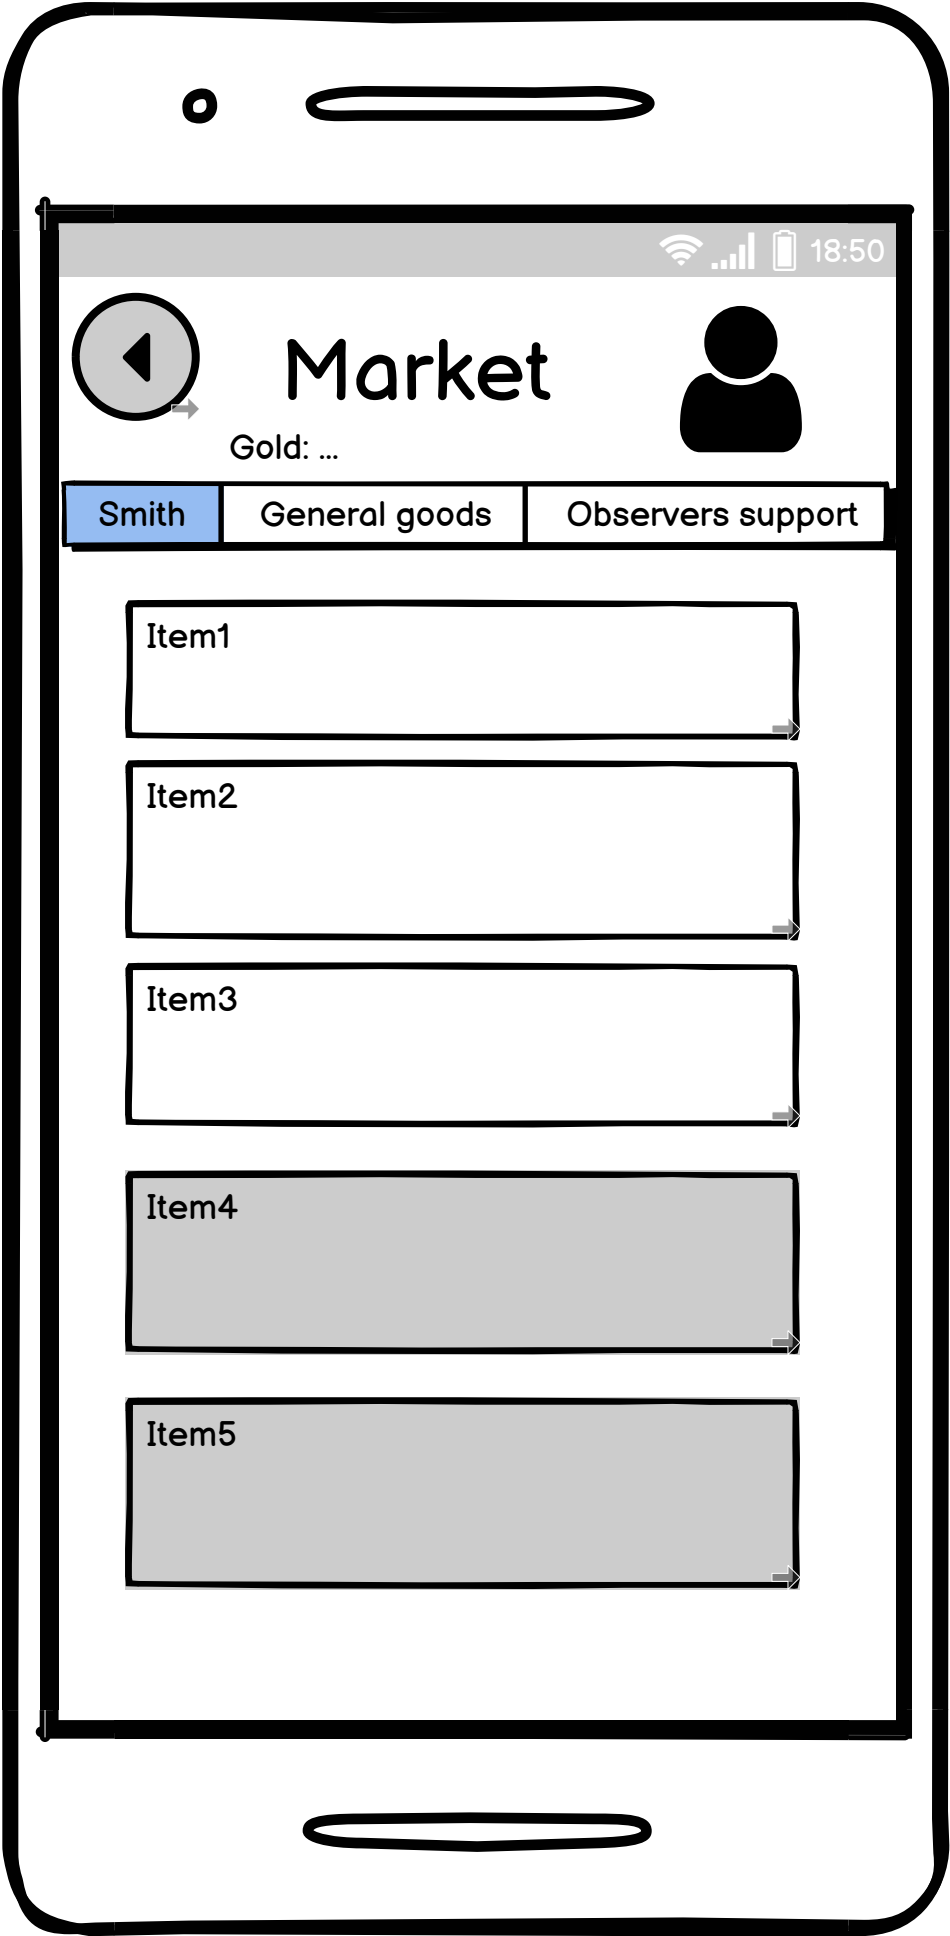 18:50
Market
Gold: ...
Smith General goods Observers support
Item1
Item2
Item3
Item4
Item5